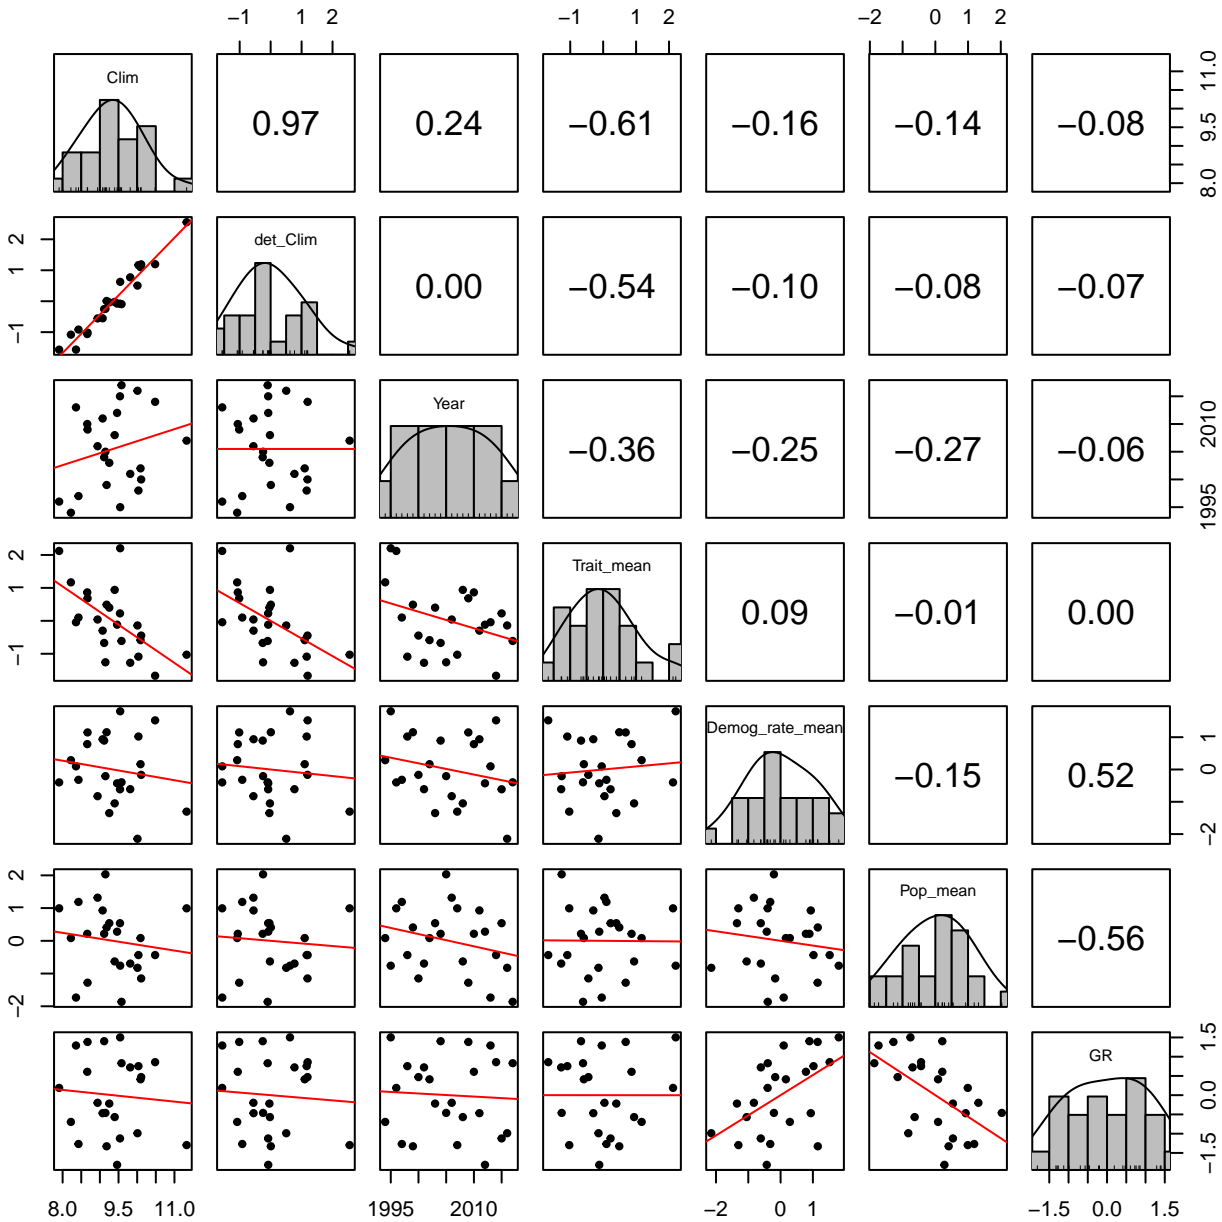 −1 1 2 −1 1 2 −2 0 1 2
Clim 0.97 0.24 −0.61 −0.16 −0.14 −0.08 8.0 9.5 11.0
−1 1 2 det_Clim 0.00 −0.54 −0.10 −0.08 −0.07
Year −0.36 −0.25 −0.27 −0.06 1995 2010
−1 1 2 Trait_mean 0.09 −0.01 0.00
Demog_rate_mean −0.15 0.52 −2 0 1
−2 0 1 2 Pop_mean −0.56
GR −1.5 0.0 1.5
8.0 9.5 11.0 1995 2010 −2 0 1 −1.5 0.0 1.5